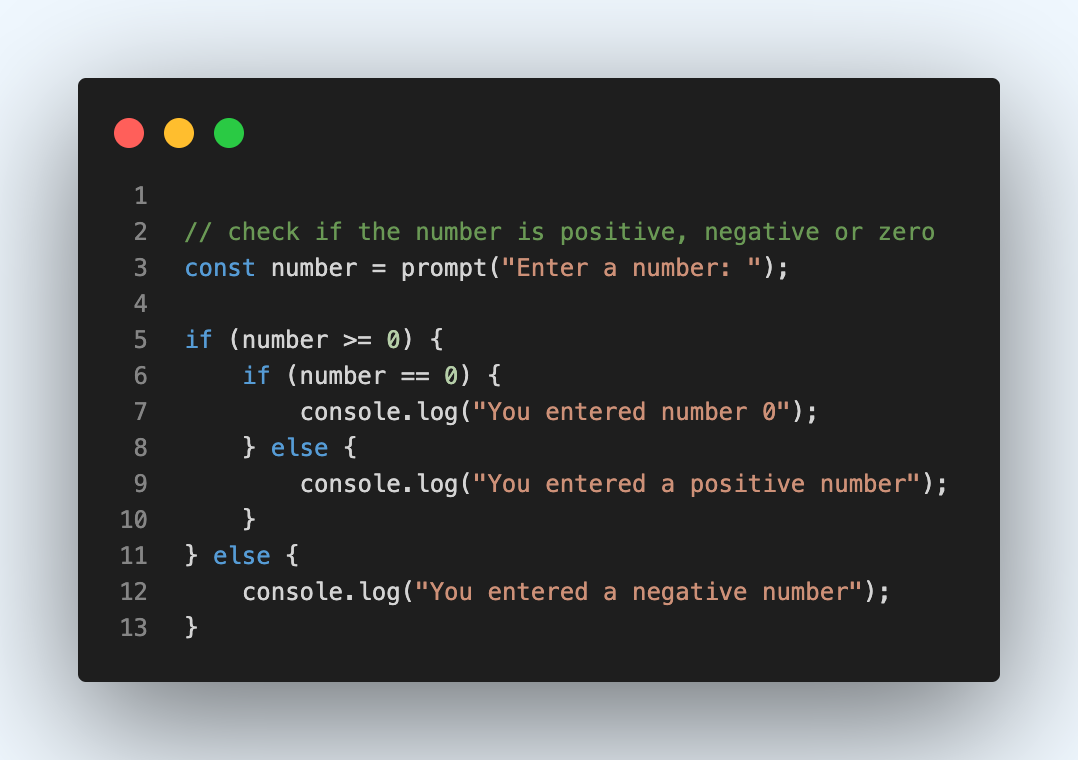 1
2 // check if the number is positive, negative or zero
3 const number = prompt("Enter a number: ");
4
5 if (number >= 0) {
6     if (number == 0) {
7         console.log("You entered number 0");
8     } else {
9         console.log("You entered a positive number");
10     }
11 } else {
12     console.log("You entered a negative number");
13 }